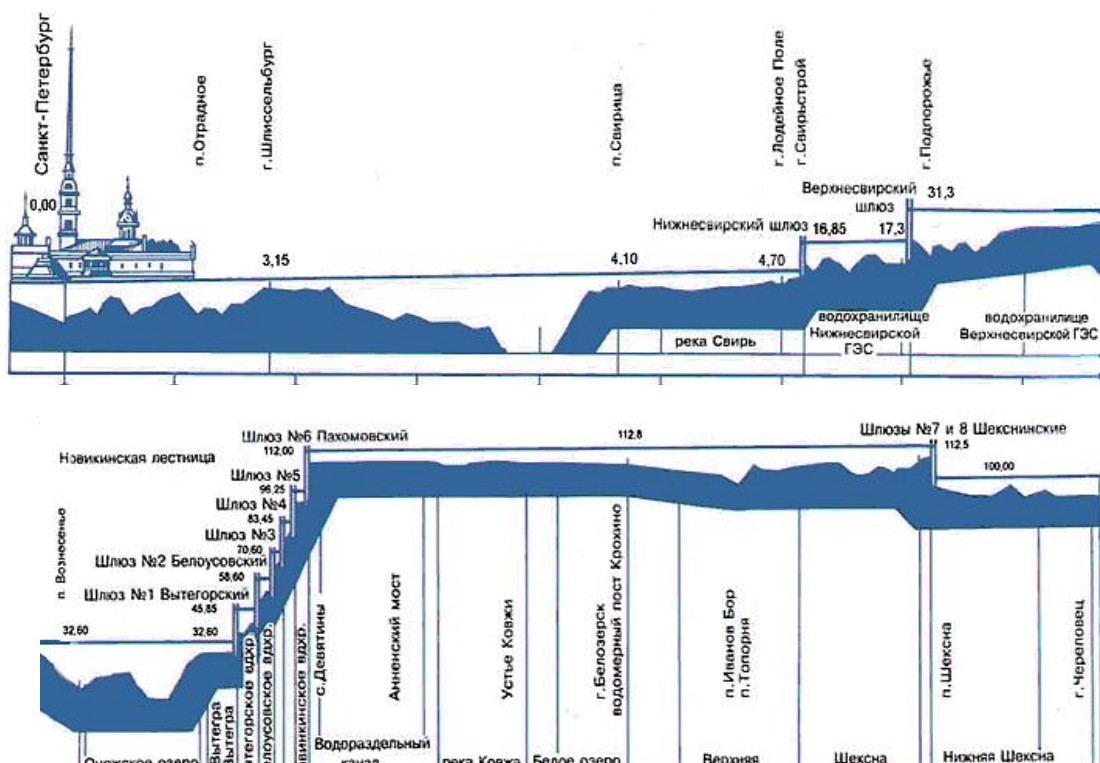 Санкт-Петербург
п.Отрадное
г.Шлиссельбург
п.Свирица
г.Лодейное Поле
г.Свирьстрой
г.Подпорожье
0,00
Верхнесвирский
шлюз
31,3
Нижнесвирский шлюз
16,85
17,3
3,15
4,10
4,70
река Свирь
водохранилище
Нижнесвирской
ГЭС
водохранилище
Верхнесвирской ГЭС
Шлюз №6 Пахомовский
112,00
112,8
Шлюзы №7 и 8 Шекснинские
112,5
100,00
Новикинская лестница
Шлюз №5
96,25
Шлюз №4
83,45
Шлюз №3
70,60
Шлюз №2 Белоусовский
58,60
Шлюз №1 Вытегорский
45,85
32,60
32,60
п. Вознесенье
Вытегра
Вытегра
с.Девятины
Анненский мост
Устье Ковжи
г.Белозерск
водомерный пост Крохино
п.Иванов Бор
п.Топорня
п.Шексна
г.Череповец
Онежское озеро
Водораздельный
канал
река Ковжа
Белое озеро
Верхняя
Шексна
Нижняя Шексна